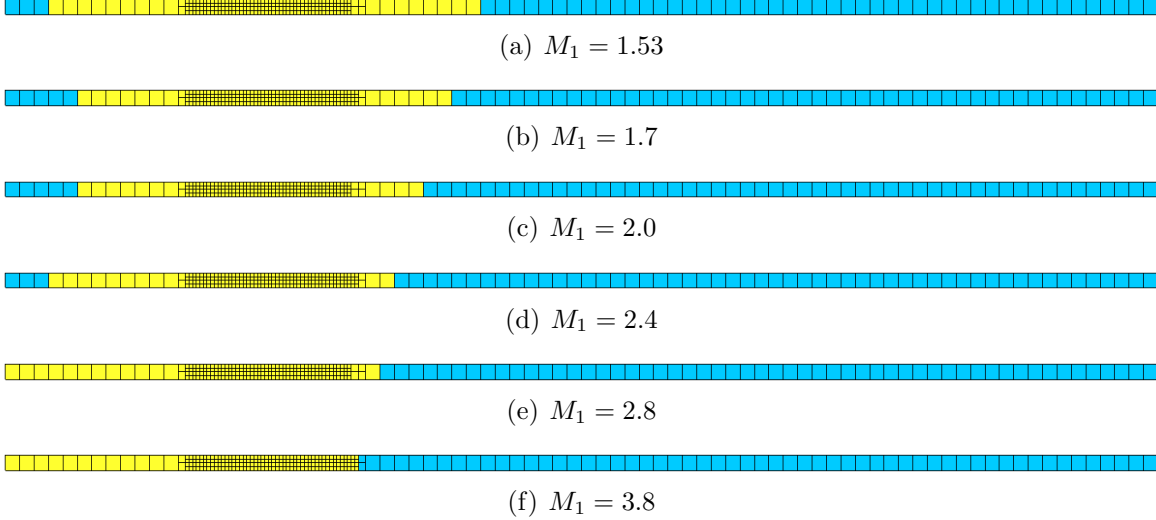 (a) M₁ = 1.53
(b) M₁ = 1.7
(c) M₁ = 2.0
(d) M₁ = 2.4
(e) M₁ = 2.8
(f) M₁ = 3.8